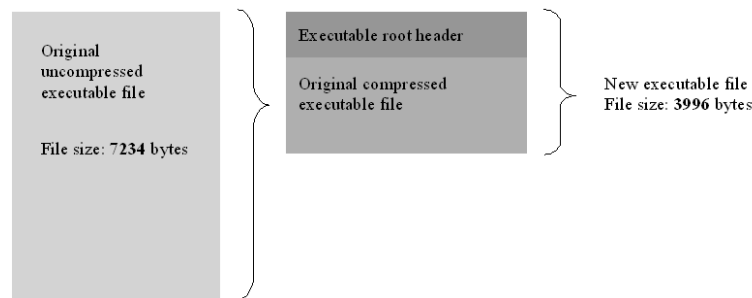 Original
uncompressed
executable file
File size: 7234 bytes
Executable root header
Original compressed
executable file
New executable file
File size: 3996 bytes